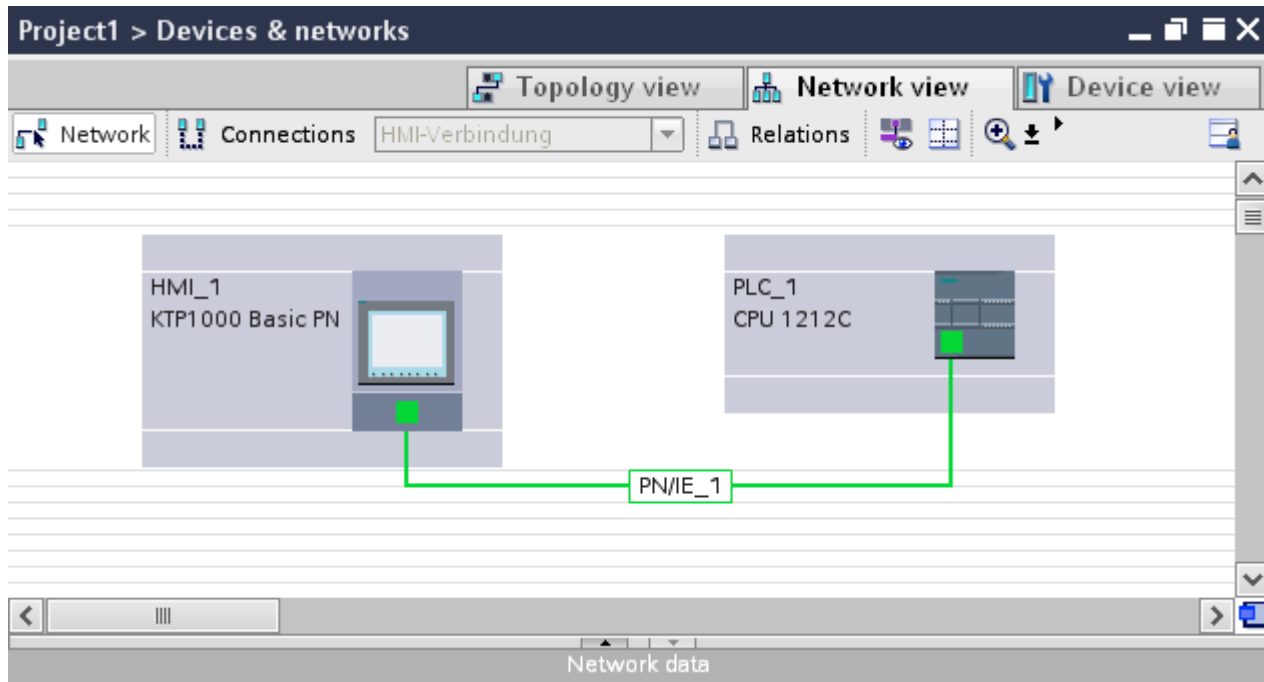 Project1 > Devices & networks
Topology view Network view Device view
Network Connections HMI-Verbindung Relations
HMI_1
KTP1000 Basic PN
PLC_1
CPU 1212C
PN/IE_1
Network data